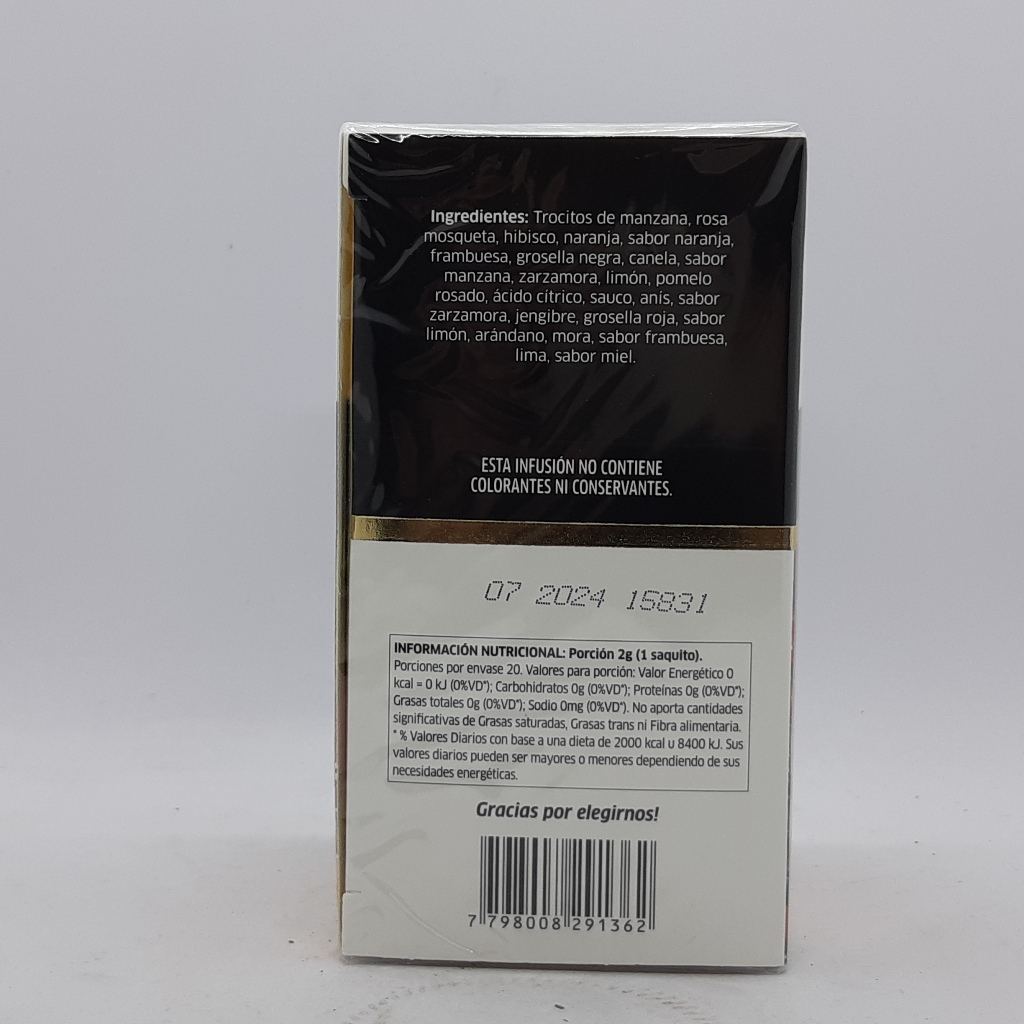 Ingredientes: Trocitos de manzana, rosa
mosqueta, hibisco, naranja, sabor naranja,
frambuesa, grosella negra, canela, sabor
manzana, zarzamora, limón, pomelo
rosado, ácido cítrico, sauco, anís, sabor
zarzamora, jengibre, grosella roja, sabor
limón, arándano, mora, sabor frambuesa,
lima, sabor miel.
ESTA INFUSIÓN NO CONTIENE
COLORANTES NI CONSERVANTES.
07 2024 15831
INFORMACIÓN NUTRICIONAL: Porción 2g (1 saquito).
Porciones por envase 20. Valores para porción: Valor Energético 0
kcal = 0 kJ (0%VD*); Carbohidratos 0g (0%VD*); Proteínas 0g (0%VD*);
Grasas totales 0g (0%VD*); Sodio 0mg (0%VD*). No aporta cantidades
significativas de Grasas saturadas, Grasas trans ni Fibra alimentaria.
*% Valores Diarios con base a una dieta de 2000 kcal u 8400 kJ. Sus
valores diarios pueden ser mayores o menores dependiendo de sus
necesidades energéticas.
Gracias por elegirnos!
7 798008 291362